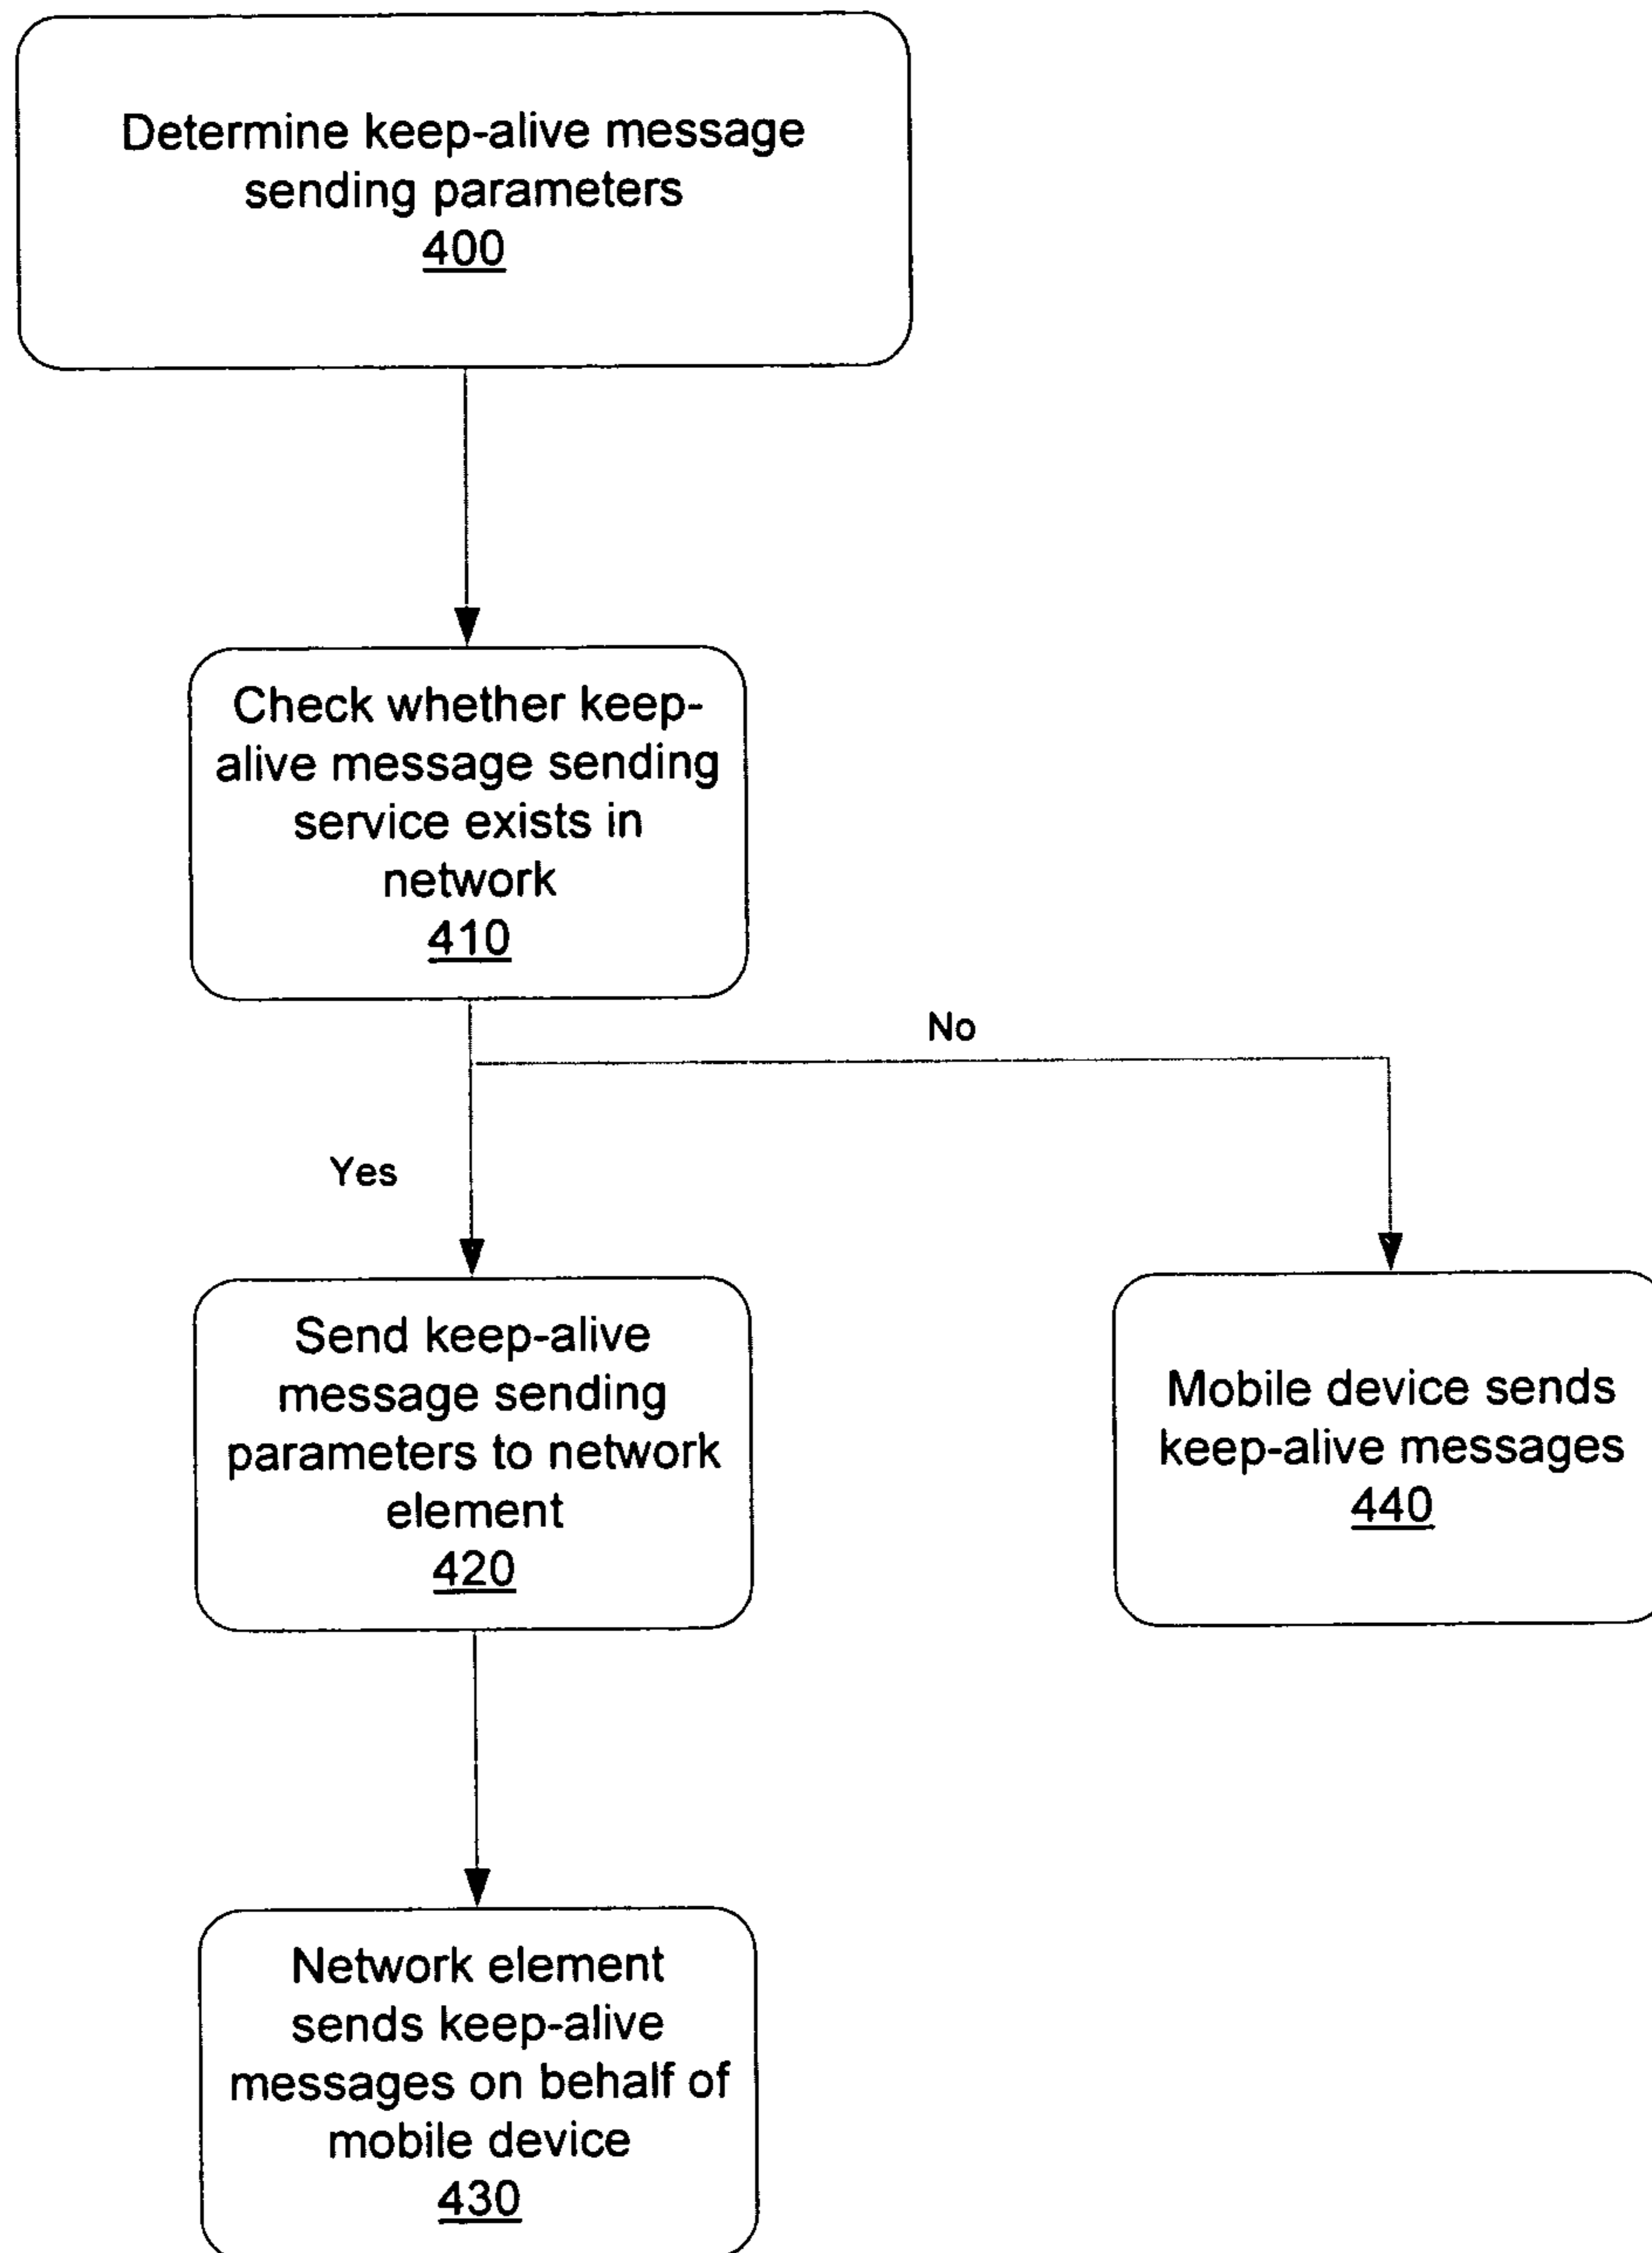 Determine keep-alive message
sending parameters
400
Check whether keep-
alive message sending
service exists in
network
410
No
Yes
Send keep-alive
message sending
parameters to network
element
420
Mobile device sends
keep-alive messages
440
Network element
sends keep-alive
messages on behalf of
mobile device
430